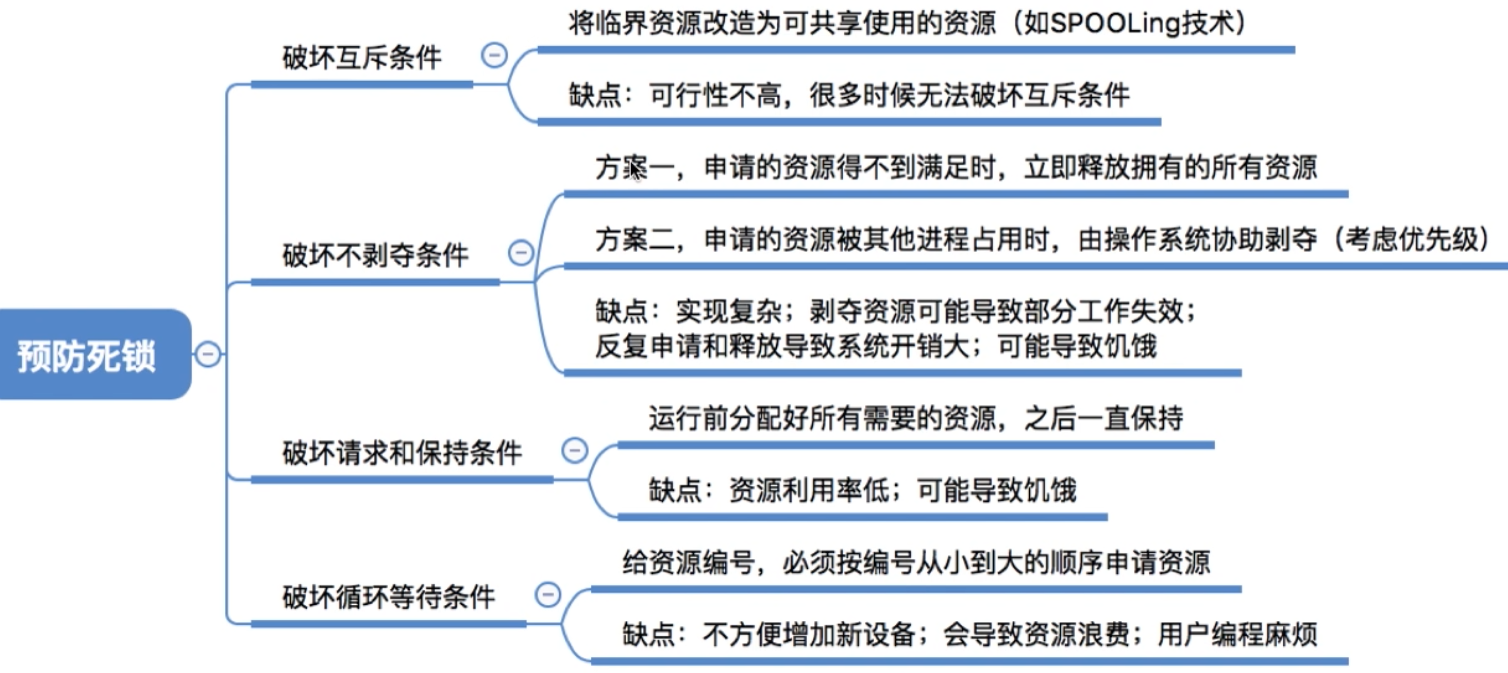 预防死锁
破坏互斥条件
将临界资源改造为可共享使用的资源（如SPOOLing技术）
缺点：可行性不高，很多时候无法破坏互斥条件
破坏不剥夺条件
方案一，申请的资源得不到满足时，立即释放拥有的所有资源
方案二，申请的资源被其他进程占用时，由操作系统协助剥夺（考虑优先级）
缺点：实现复杂；剥夺资源可能导致部分工作失效；
反复申请和释放导致系统开销大；可能导致饥饿
破坏请求和保持条件
运行前分配好所有需要的资源，之后一直保持
缺点：资源利用率低；可能导致饥饿
破坏循环等待条件
给资源编号，必须按编号从小到大的顺序申请资源
缺点：不方便增加新设备；会导致资源浪费；用户编程麻烦